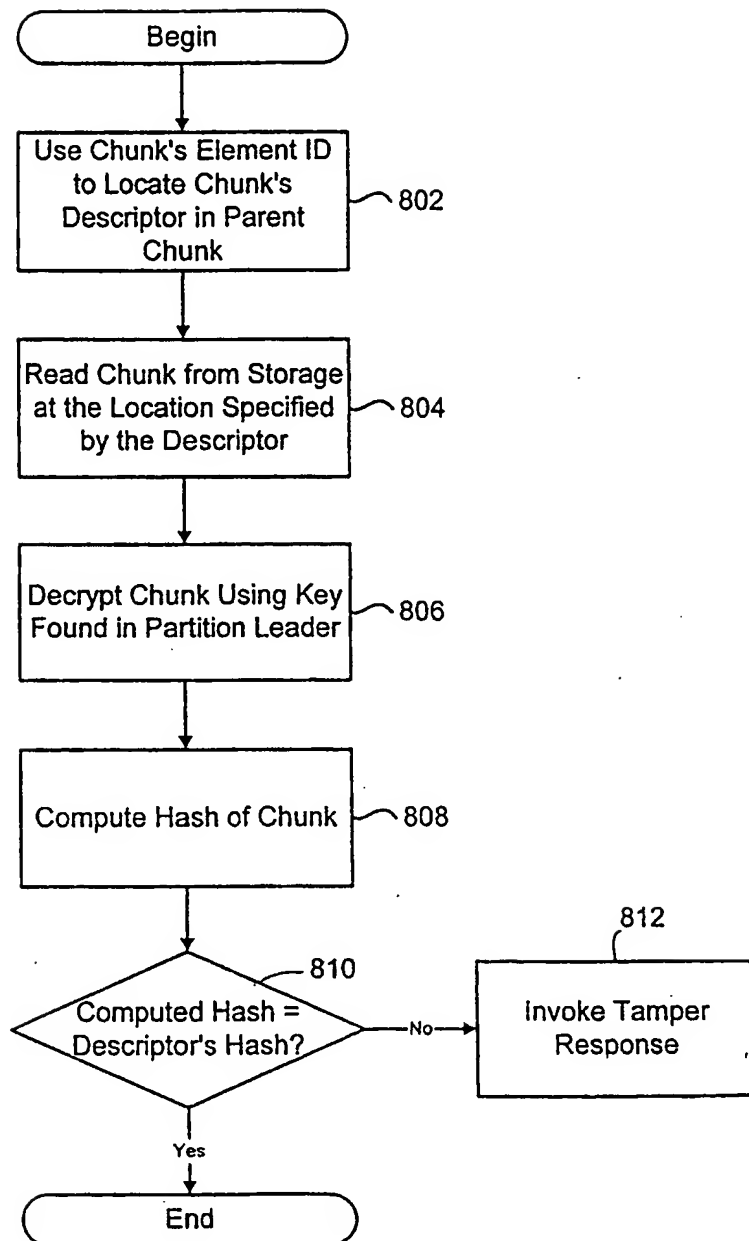 Begin
Use Chunk's Element ID
to Locate Chunk's
Descriptor in Parent
Chunk
802
Read Chunk from Storage
at the Location Specified
by the Descriptor
804
Decrypt Chunk Using Key
Found in Partition Leader
806
Compute Hash of Chunk
808
810
Computed Hash =
Descriptor's Hash?
No
812
Invoke Tamper
Response
Yes
End